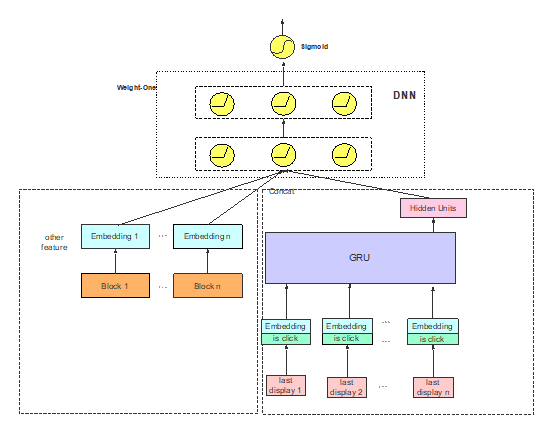 Sigmoid
Weight-One
DNN
Concat
Hidden Units
other
feature
Embedding 1
...
Embedding n
GRU
Block 1
...
Block n
Embedding
is click
Embedding
is click
...
...
Embedding
is click
last
display 1
last
display 2
...
last
display n